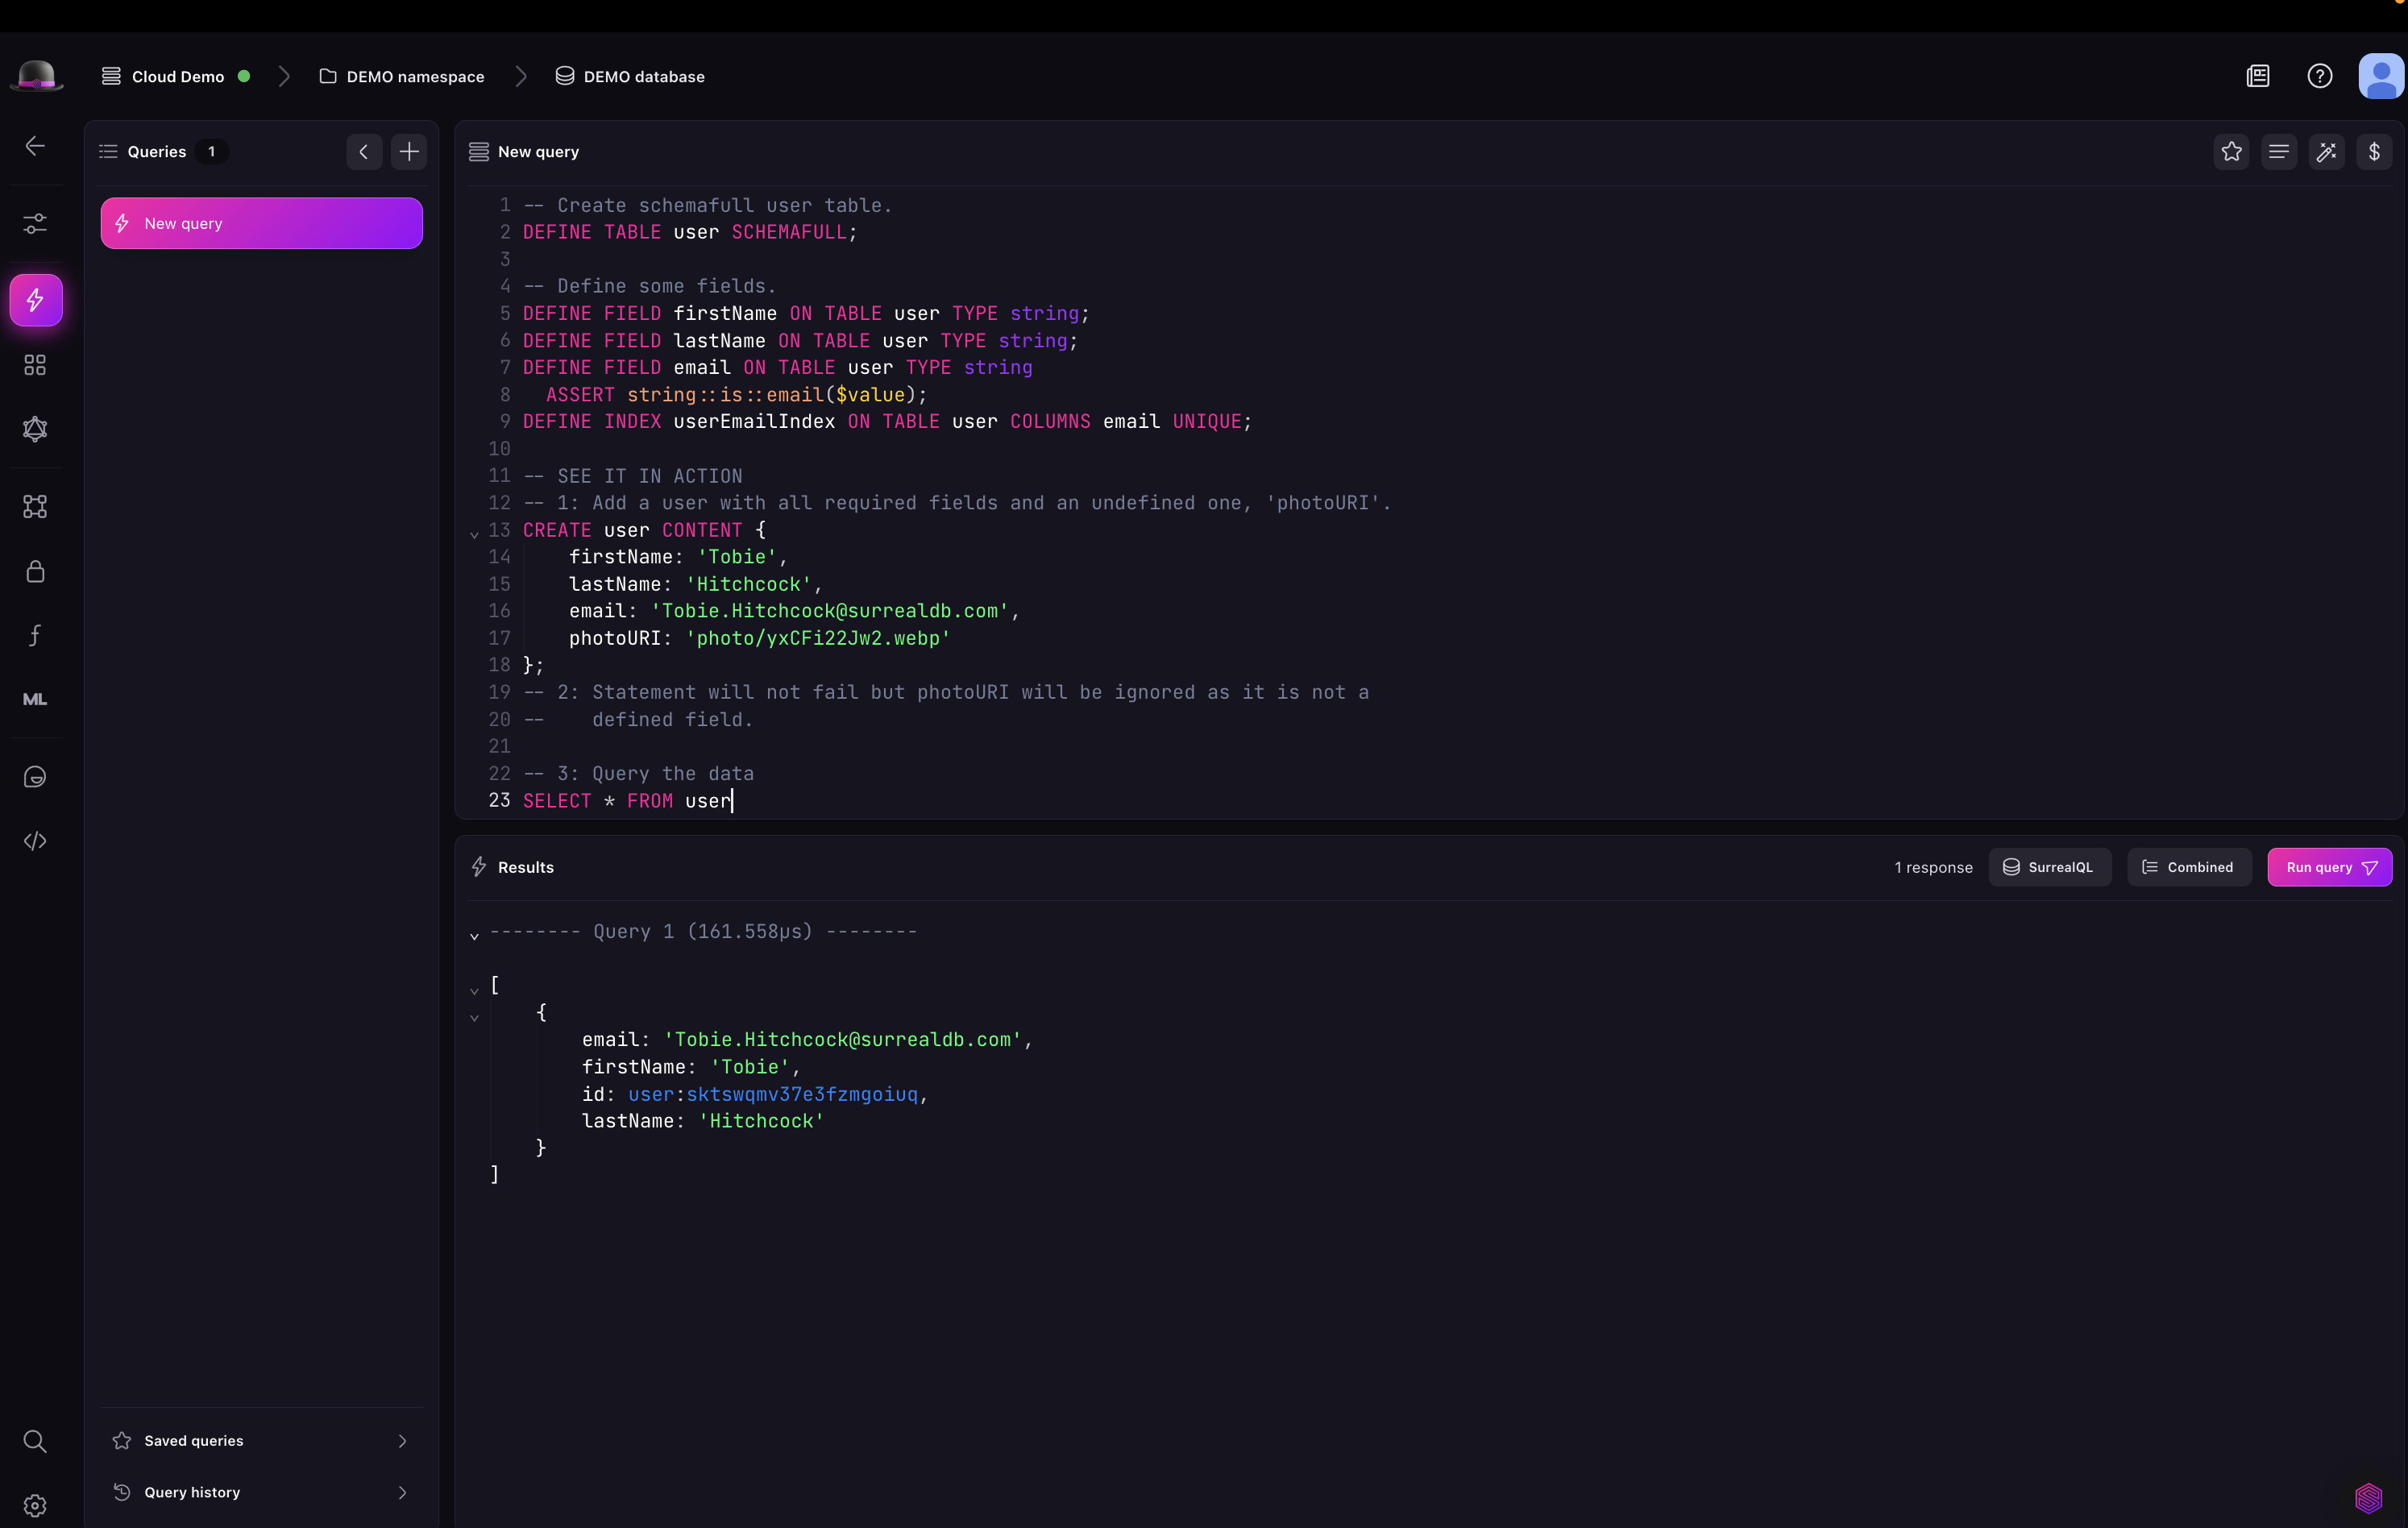 Cloud Demo
DEMO namespace
DEMO database
Queries 1
New query
ML
Saved queries
Query history
New query
1 -- Create schemafull user table.
2 DEFINE TABLE user SCHEMAFULL;
3
4 -- Define some fields.
5 DEFINE FIELD firstName ON TABLE user TYPE string;
6 DEFINE FIELD lastName ON TABLE user TYPE string;
7 DEFINE FIELD email ON TABLE user TYPE string
8   ASSERT string::is::email($value);
9 DEFINE INDEX userEmailIndex ON TABLE user COLUMNS email UNIQUE;
10
11 -- SEE IT IN ACTION
12 -- 1: Add a user with all required fields and an undefined one, 'photoURI'.
13 CREATE user CONTENT {
14     firstName: 'Tobie',
15     lastName: 'Hitchcock',
16     email: 'Tobie.Hitchcock@surrealdb.com',
17     photoURI: 'photo/yxCFi22Jw2.webp'
18 };
19 -- 2: Statement will not fail but photoURI will be ignored as it is not a
20 --    defined field.
21
22 -- 3: Query the data
23 SELECT * FROM user
Results
1 response
SurrealQL
Combined
Run query
-------- Query 1 (161.558µs) --------
[
    {
        email: 'Tobie.Hitchcock@surrealdb.com',
        firstName: 'Tobie',
        id: user:sktswqmv37e3fzmgoiuq,
        lastName: 'Hitchcock'
    }
]